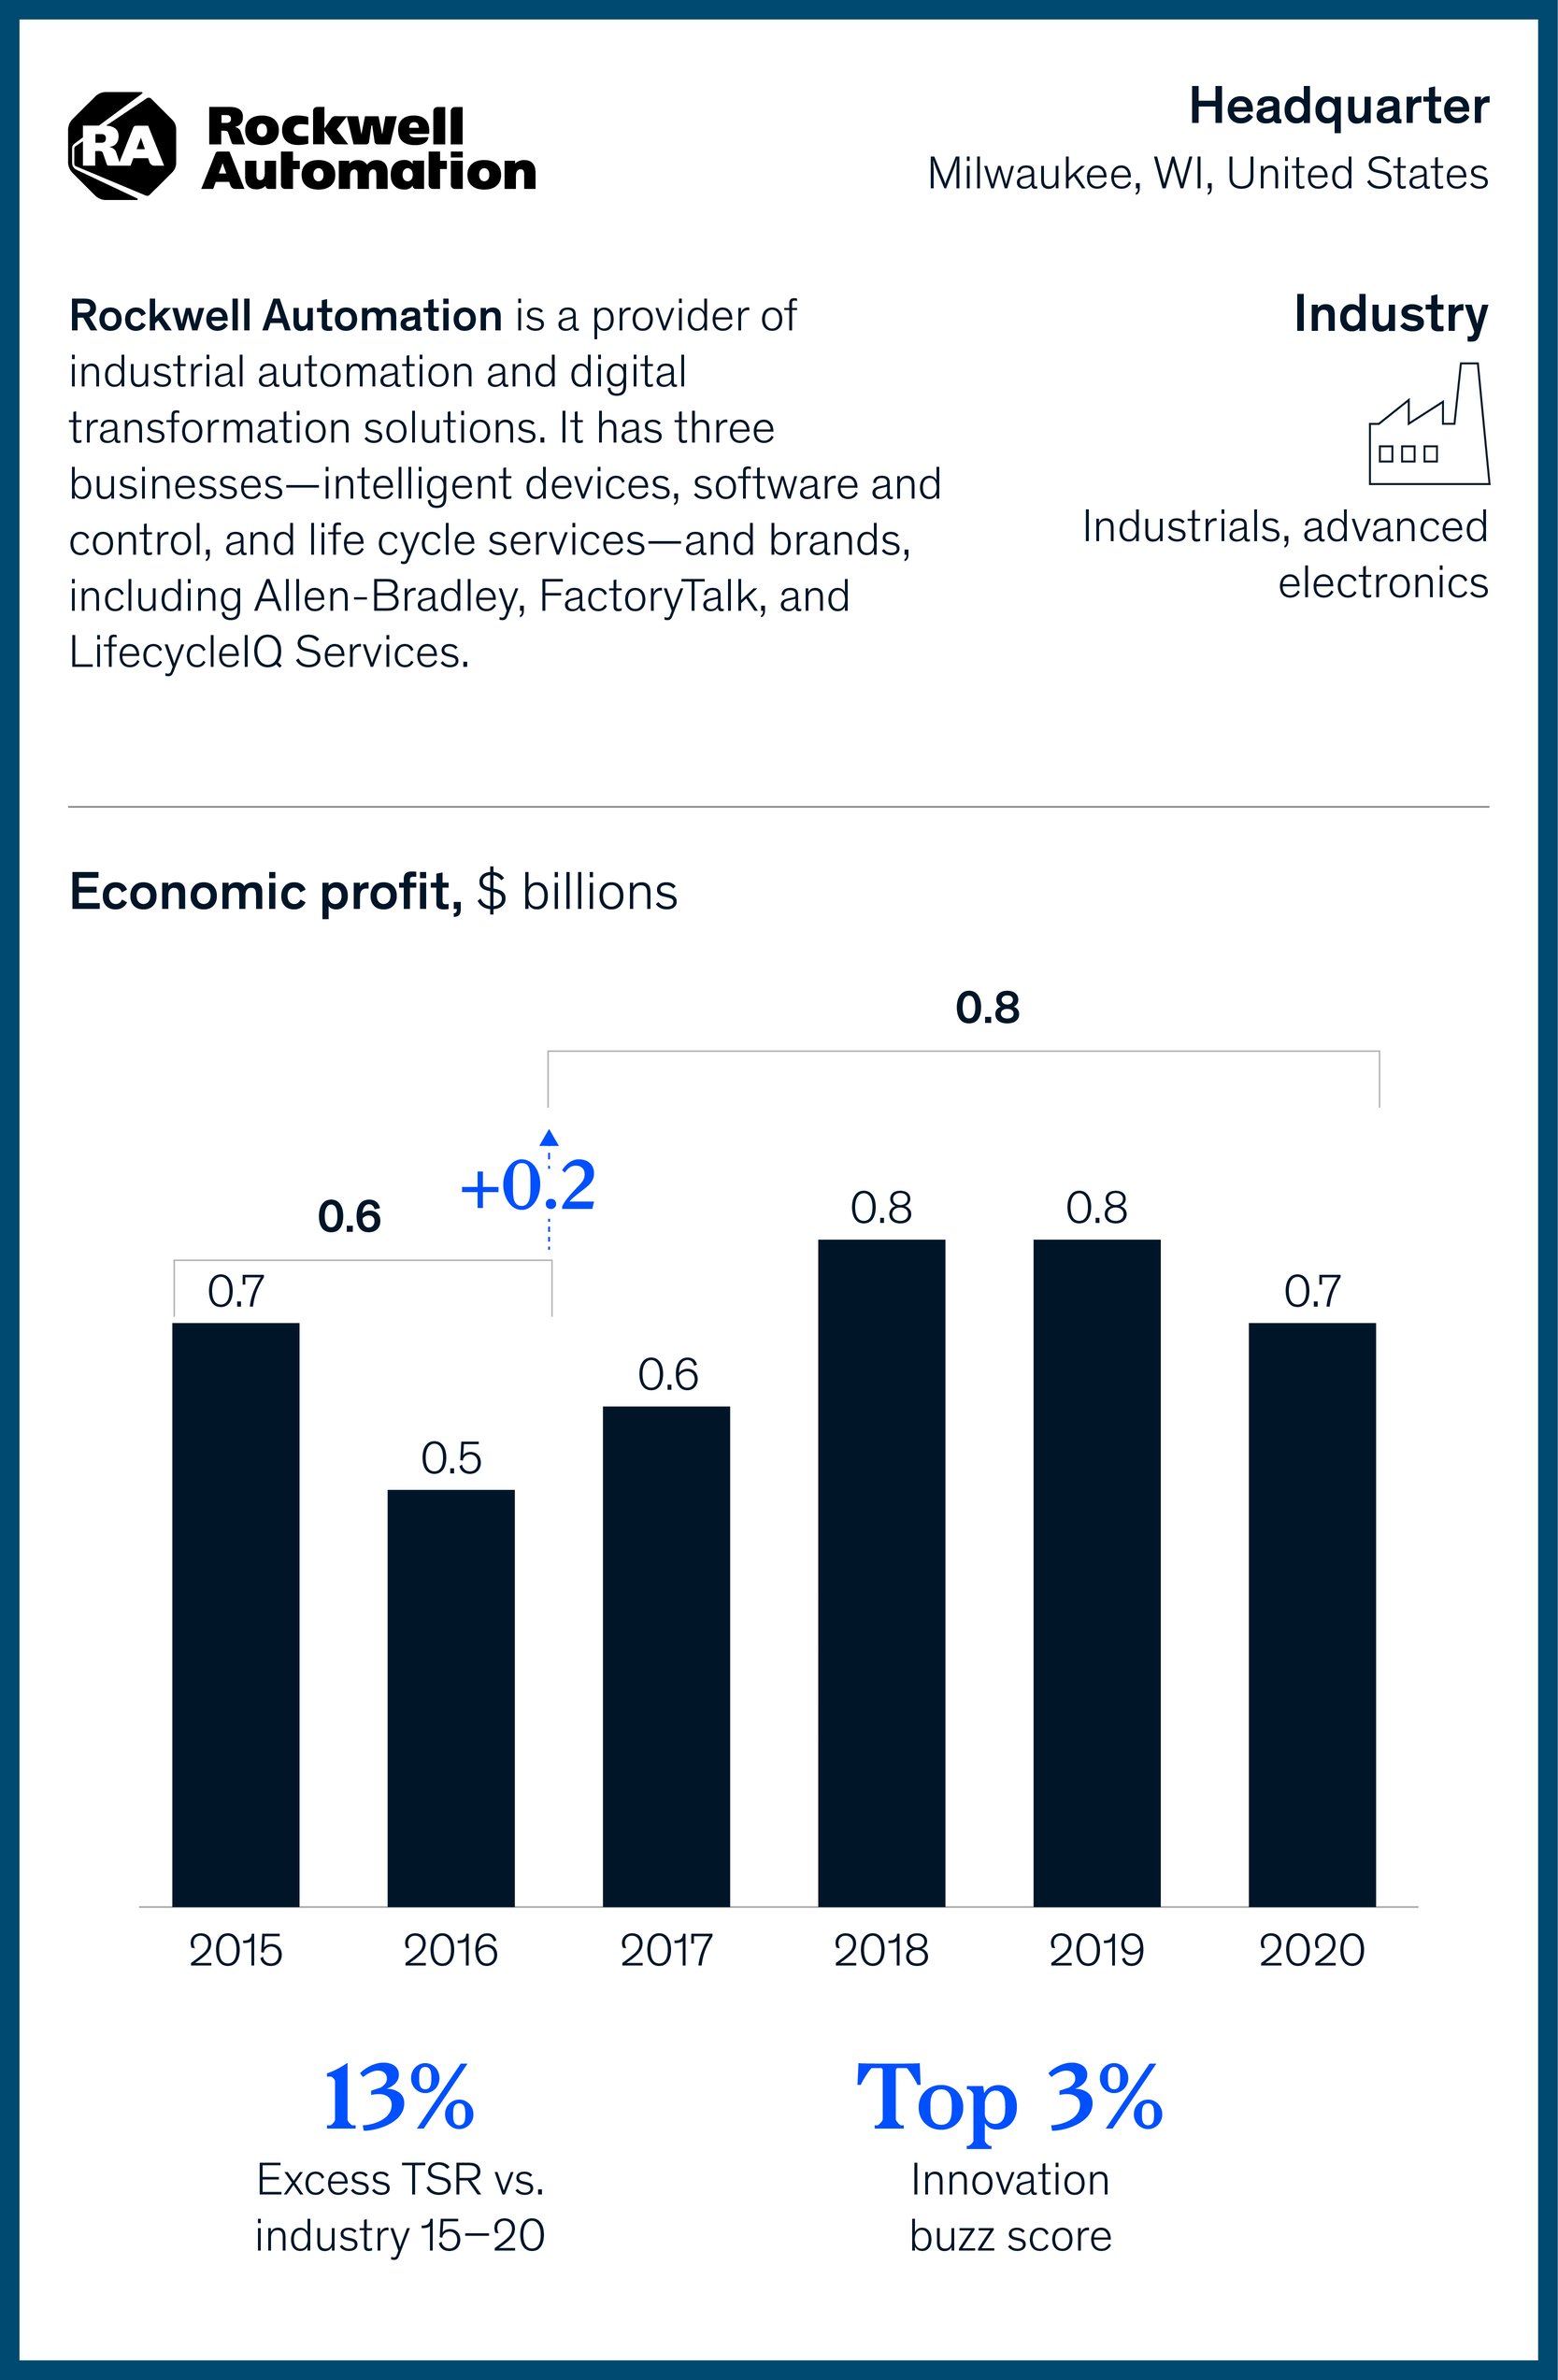 RA
Rockwell
Automation
Headquarters
Milwaukee, WI, United States
Rockwell Automation is a provider of
industrial automation and digital
transformation solutions. It has three
businesses—intelligent devices, software and
control, and life cycle services—and brands,
including Allen-Bradley, FactoryTalk, and
LifecycleIQ Services.
Industry
Industrials, advanced
electronics
Economic profit, $ billions
0.8
+0.2
0.6
0.7
0.5
0.6
0.8
0.8
0.7
2015 2016 2017 2018 2019 2020
13%
Excess TSR vs.
industry 15–20
Top 3%
Innovation
buzz score